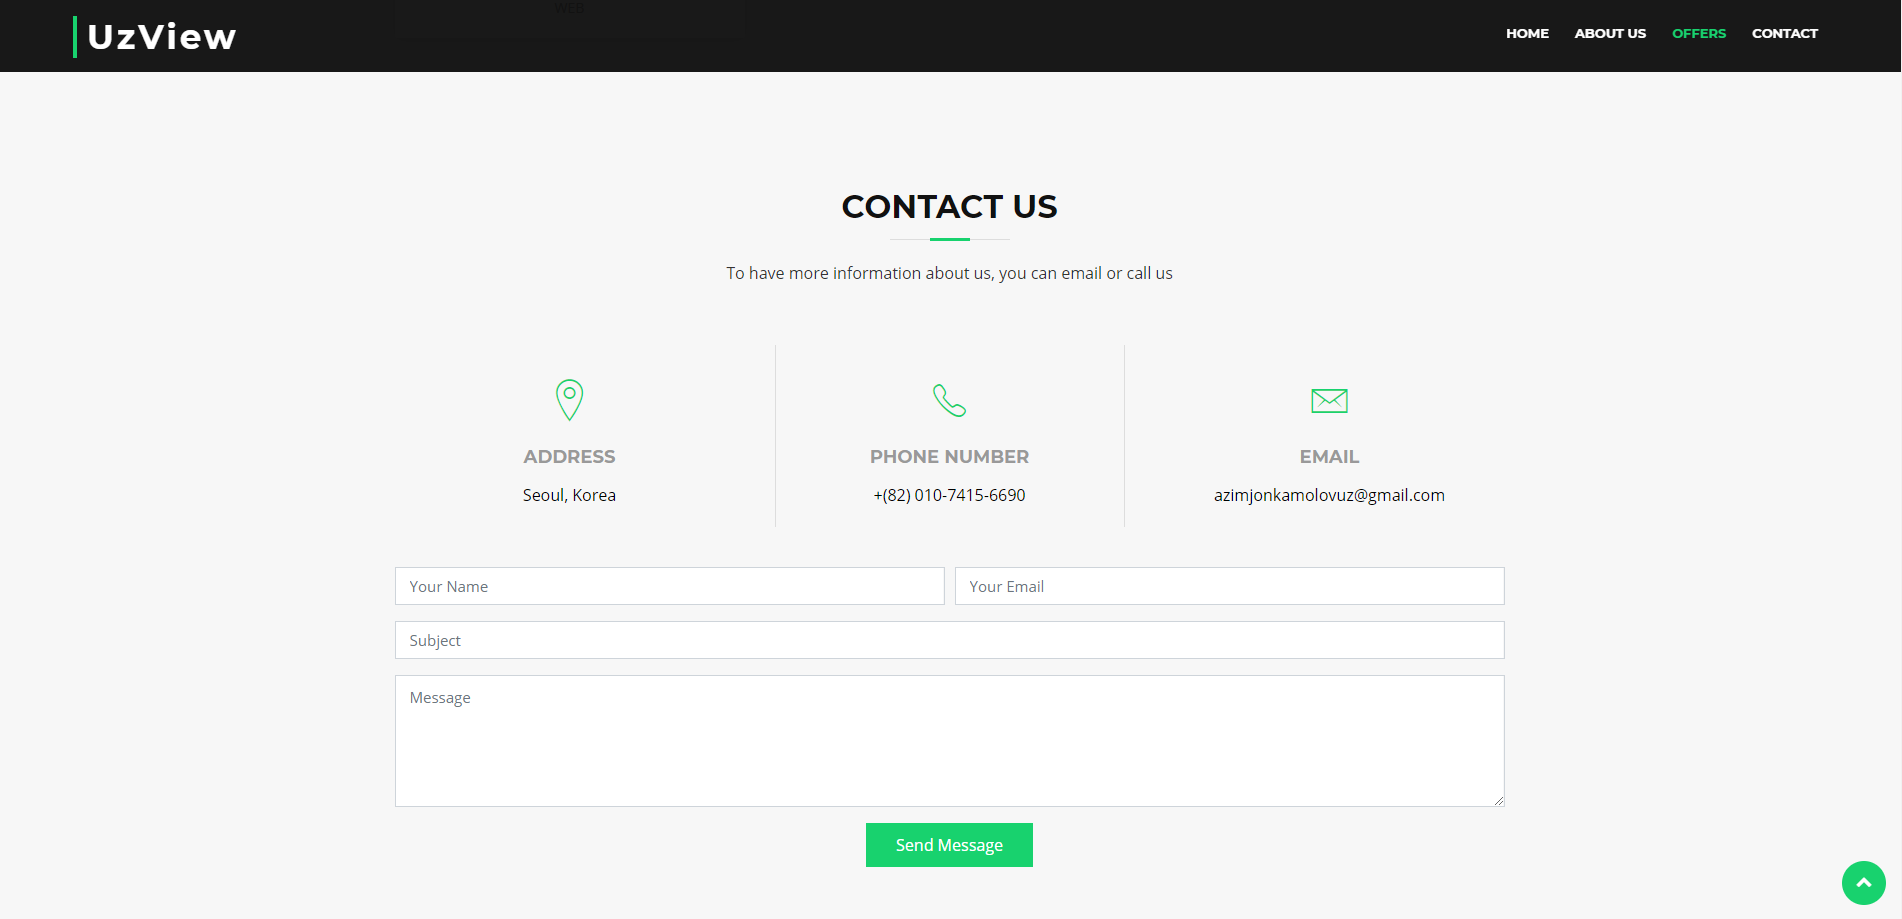 WEB
UzView
HOME ABOUT US OFFERS CONTACT
CONTACT US
To have more information about us, you can email or call us
ADDRESS
Seoul, Korea
PHONE NUMBER
+(82) 010-7415-6690
EMAIL
azimjonkamolovuz@gmail.com
Your Name
Your Email
Subject
Message
Send Message